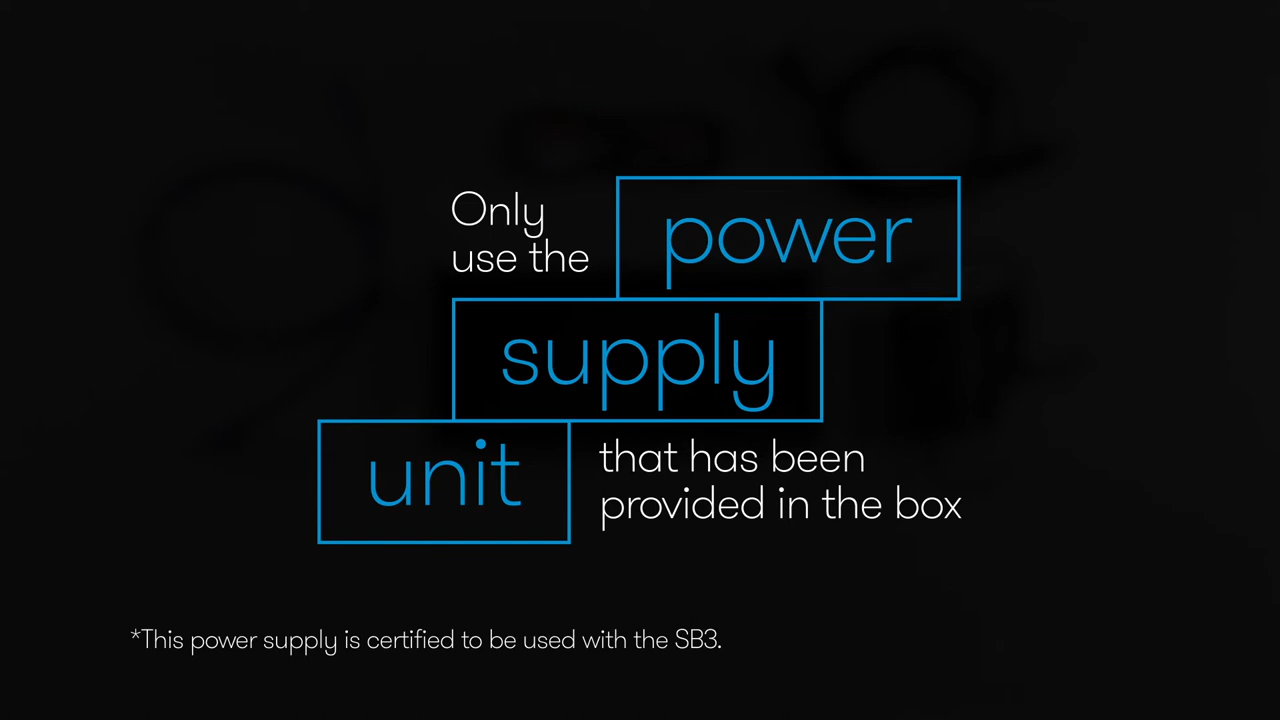 Only
use the
power
supply
unit
that has been
provided in the box
*This power supply is certified to be used with the SB3.